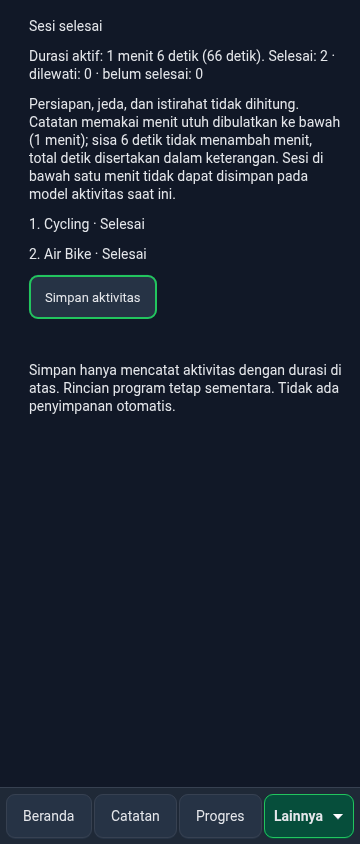 Sesi selesai
Durasi aktif: 1 menit 6 detik (66 detik). Selesai: 2 ·
dilewati: 0 · belum selesai: 0
Persiapan, jeda, dan istirahat tidak dihitung.
Catatan memakai menit utuh dibulatkan ke bawah
(1 menit); sisa 6 detik tidak menambah menit,
total detik disertakan dalam keterangan. Sesi di
bawah satu menit tidak dapat disimpan pada
model aktivitas saat ini.
1. Cycling · Selesai
2. Air Bike · Selesai
Simpan aktivitas
Simpan hanya mencatat aktivitas dengan durasi di
atas. Rincian program tetap sementara. Tidak ada
penyimpanan otomatis.
Beranda
Catatan
Progres
Lainnya